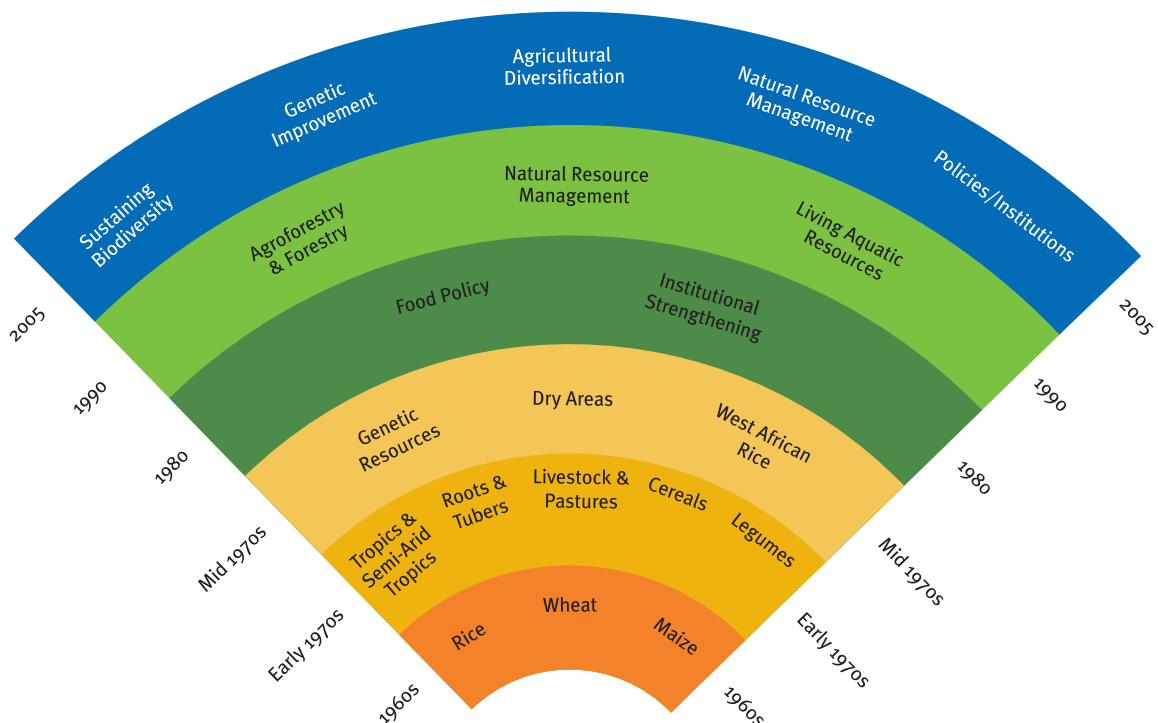 Agricultural
Diversification
Genetic
Improvement
Natural Resource
Management
Sustaining
Biodiversity
Policies/Institutions
2005
2005
Agroforestry
& Forestry
Natural Resource
Management
Living Aquatic
Resources
1990
1990
Food Policy
Institutional
Strengthening
1980
1980
Genetic
Resources
Dry Areas
West African
Rice
Mid 1970s
Mid 1970s
Tropics &
Semi-Arid
Tropics
Roots &
Tubers
Livestock &
Pastures
Cereals
Legumes
Early 1970s
Early 1970s
Rice
Wheat
Maize
1960s
1960s